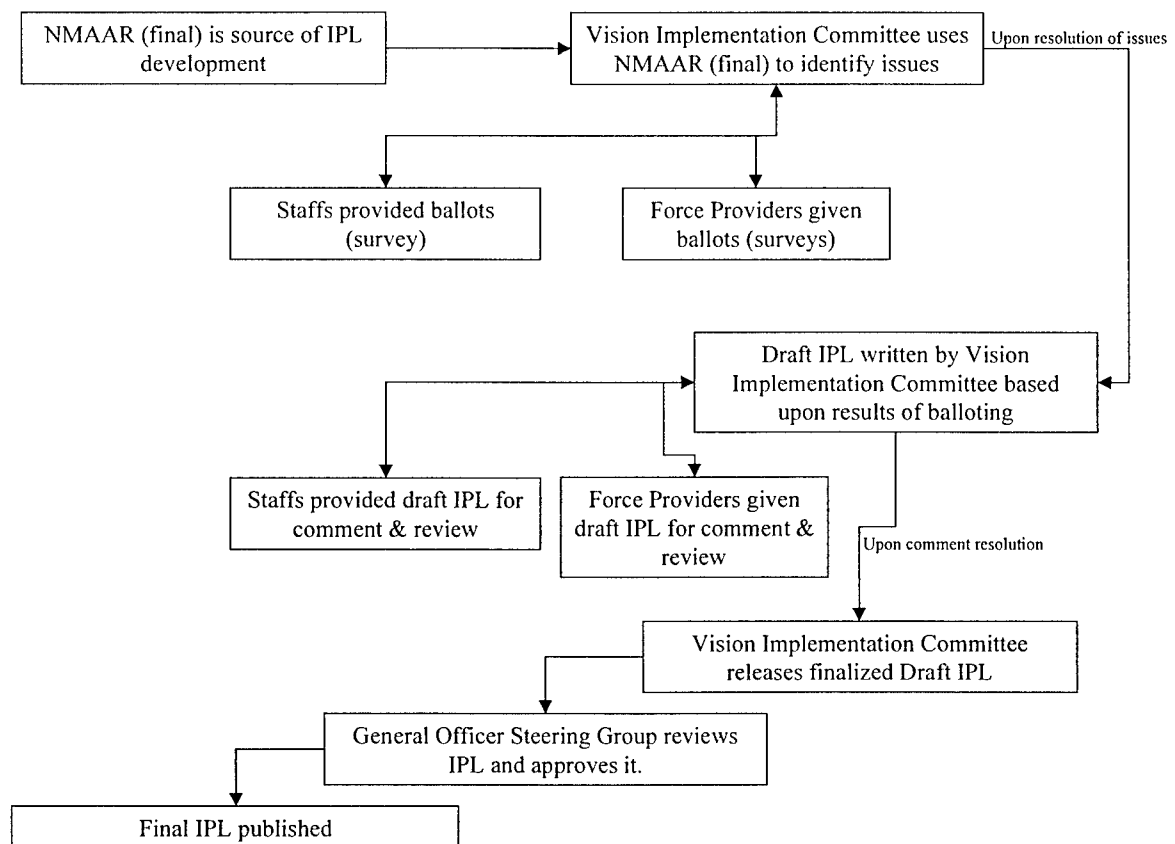 NMAAR (final) is source of IPL
development
Vision Implementation Committee uses
NMAAR (final) to identify issues
Upon resolution of issues
Staffs provided ballots
(survey)
Force Providers given
ballots (surveys)
Draft IPL written by Vision
Implementation Committee based
upon results of balloting
Staffs provided draft IPL for
comment & review
Force Providers given
draft IPL for comment &
review
Upon comment resolution
Vision Implementation Committee
releases finalized Draft IPL
General Officer Steering Group reviews
IPL and approves it.
Final IPL published